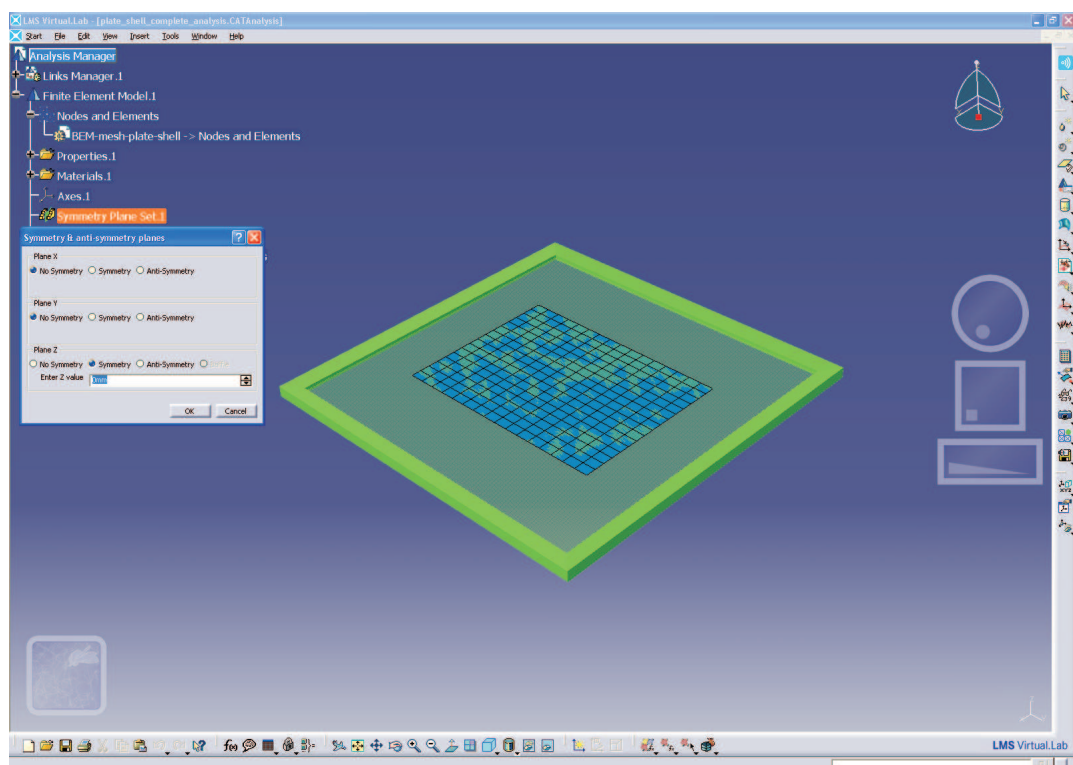 LMS Virtual.Lab - [plate_shell_complete_analysis.CATAnalysis]
Start File Edit View Insert Tools Window Help
Analysis Manager
Links Manager.1
Finite Element Model.1
Nodes and Elements
BEM-mesh-plate-shell -> Nodes and Elements
Properties.1
Materials.1
Axes.1
Symmetry Plane Set.1
Symmetry & anti-symmetry planes
Plane X
No Symmetry Symmetry Anti-Symmetry
Plane Y
No Symmetry Symmetry Anti-Symmetry
Plane Z
No Symmetry Symmetry Anti-Symmetry
Enter Z value 0mm
OK Cancel
f(x)
XYZ
LMS Virtual.Lab